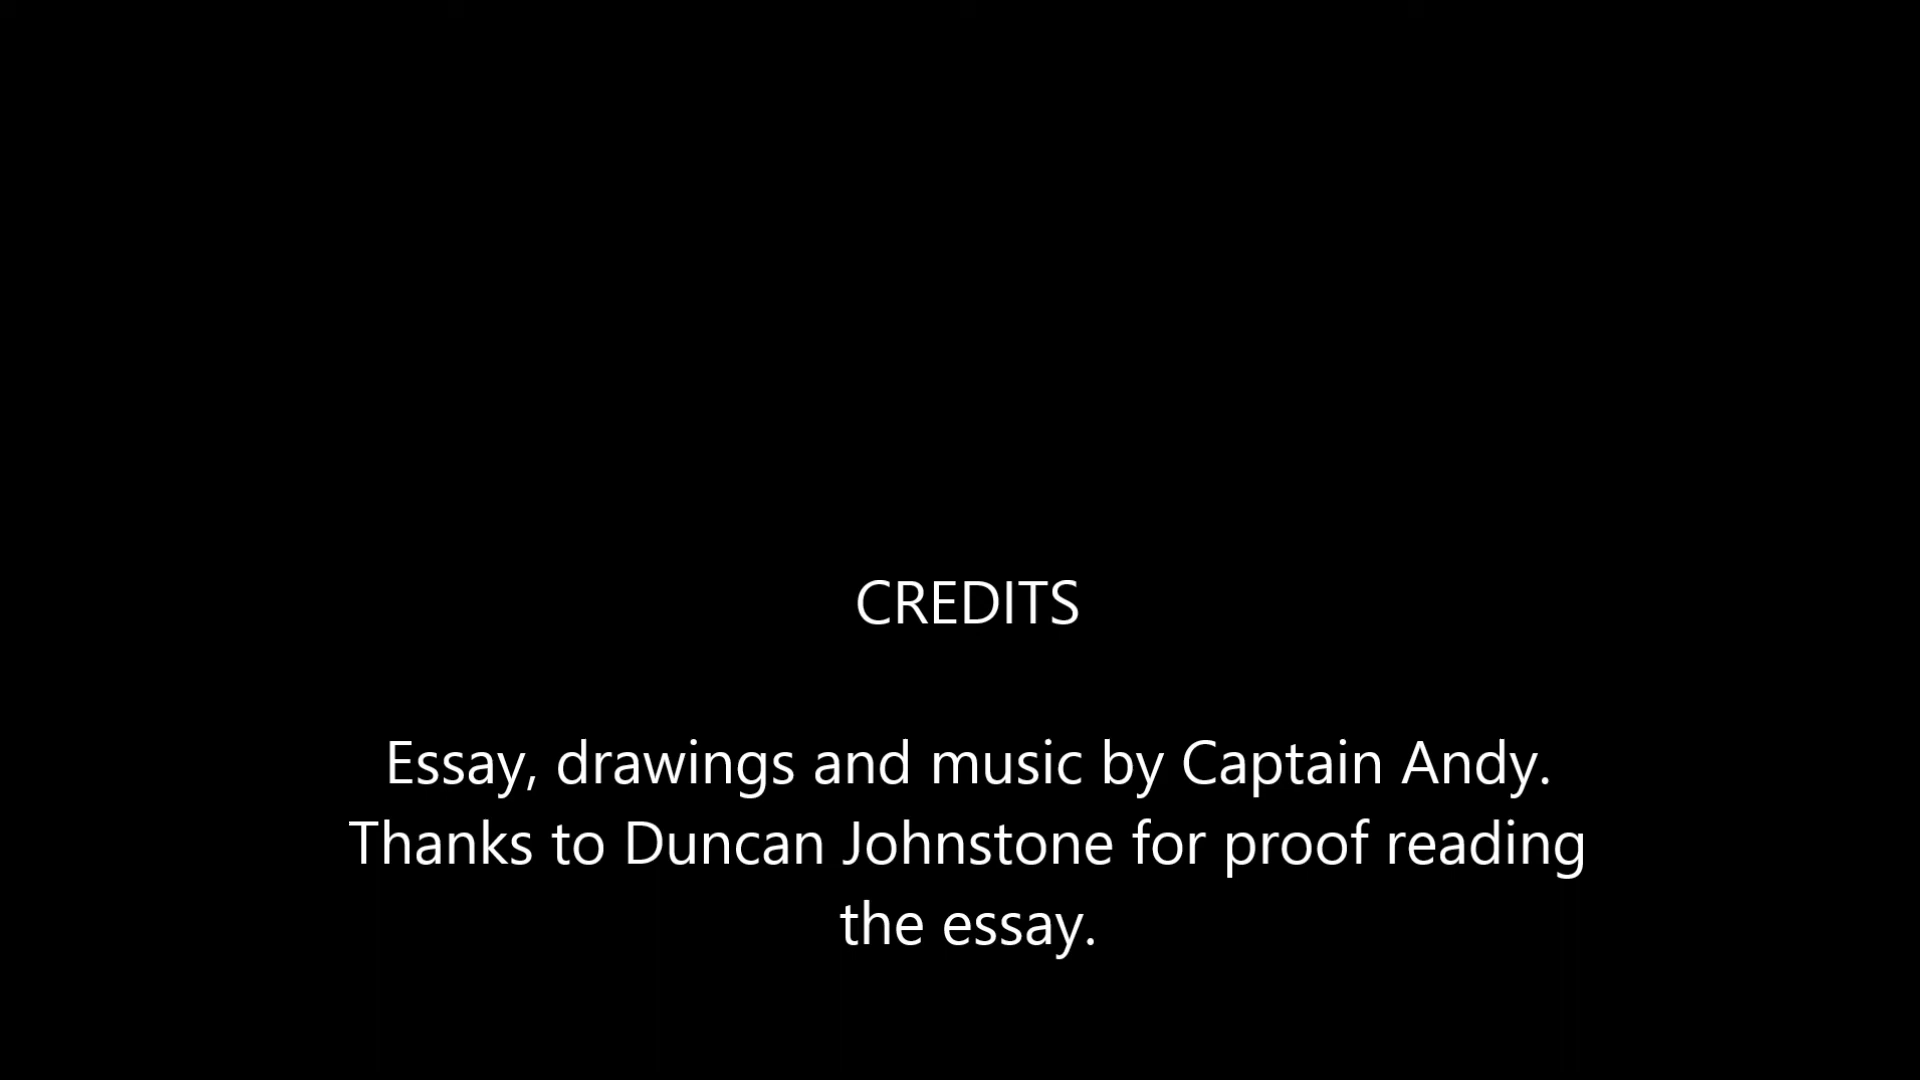 CREDITS
Essay, drawings and music by Captain Andy.
Thanks to Duncan Johnstone for proof reading
the essay.